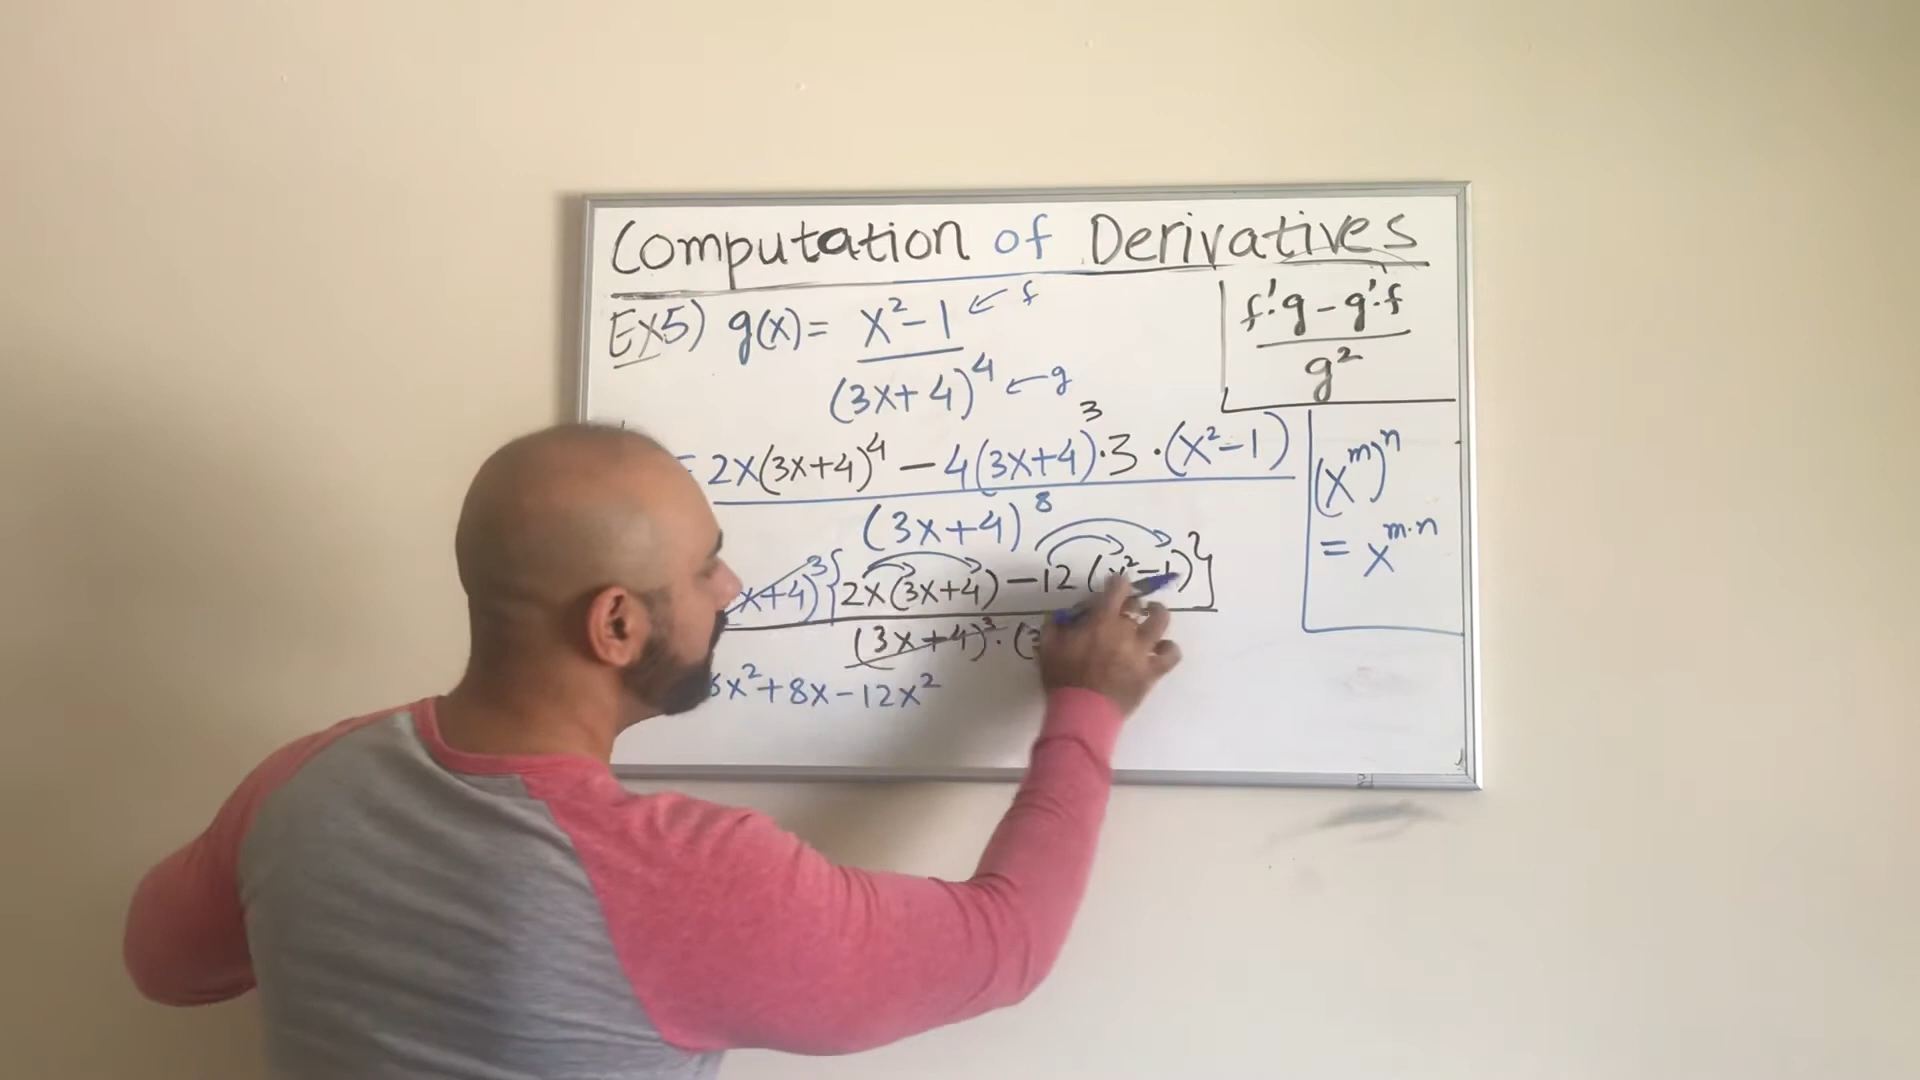 Computation of Derivatives
Ex5) g(x) = x² - 1 ← f
(3x+4)⁴ ← g
f'.g - g'.f
g²
= 2x(3x+4)⁴ - 4(3x+4)³.3.(x²-1)
(3x+4)⁸
(xᵐ)ⁿ
= xᵐ·ⁿ
x+4)³{2x(3x+4) - 12(x²-1)}
(3x+4)³.(3
6x²+8x-12x²